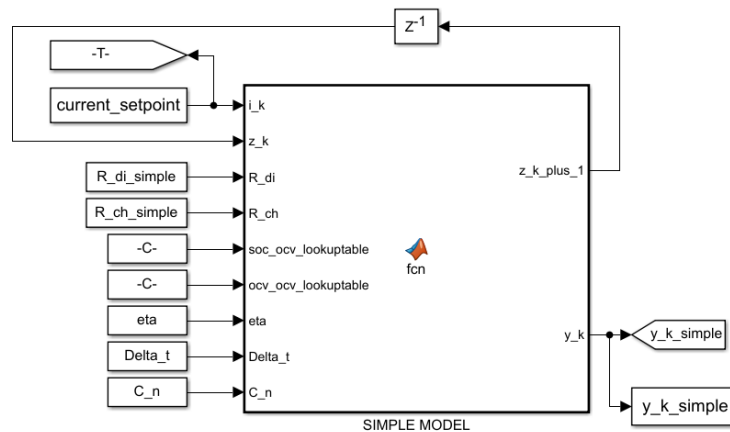 Z-1
-T-
current_setpoint
i_k
z_k
R_di_simple
R_di
z_k_plus_1
R_ch_simple
R_ch
-C-
soc_ocv_lookuptable
fcn
-C-
ocv_ocv_lookuptable
eta
eta
y_k
y_k_simple
Delta_t
Delta_t
C_n
C_n
y_k_simple
SIMPLE MODEL